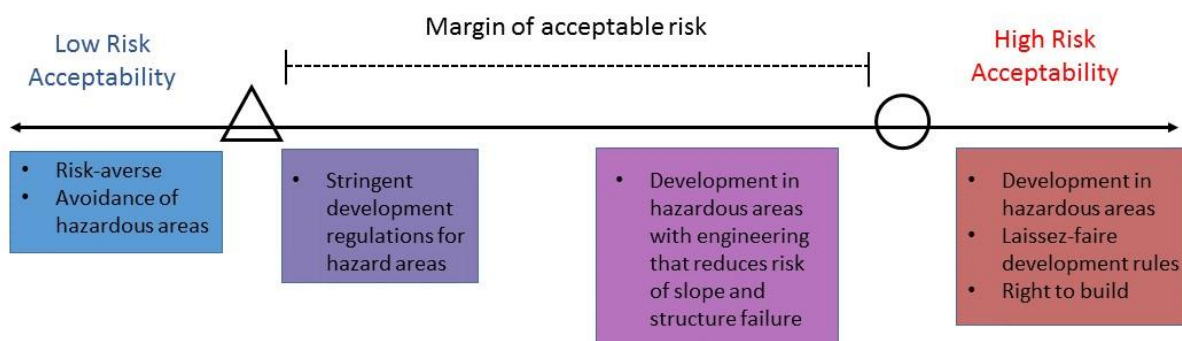 Margin of acceptable risk
Low Risk
Acceptability
High Risk
Acceptability
• Risk-averse
• Avoidance of
hazardous areas
• Stringent
development
regulations for
hazard areas
• Development in
hazardous areas
with engineering
that reduces risk
of slope and
structure failure
• Development in
hazardous areas
• Laissez-faire
development rules
• Right to build